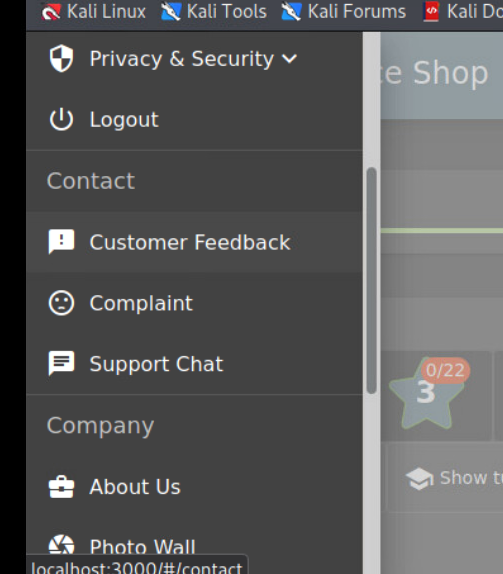 Kali Linux Kali Tools Kali Forums Kali Do
Privacy & Security
e Shop
Logout
Contact
Customer Feedback
Complaint
Support Chat
0/22
3
Company
About Us
Show tu
Photo Wall
localhost:3000/#/contact